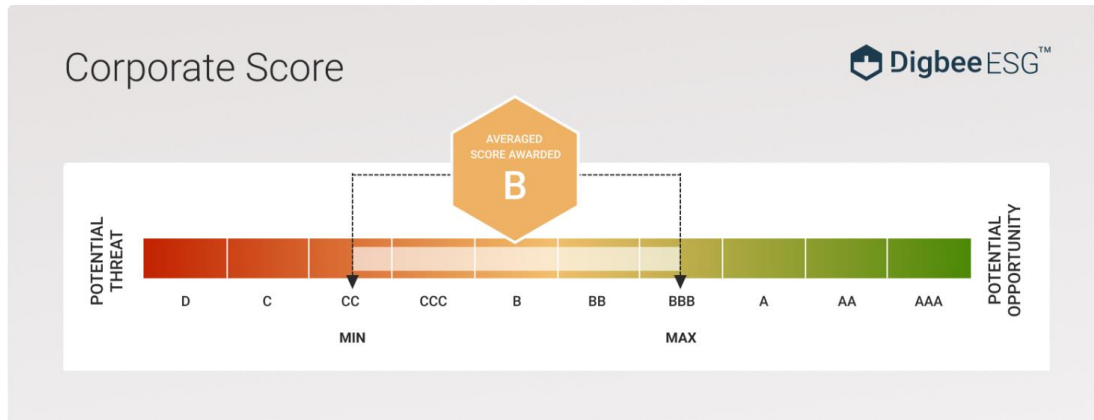 Corporate Score
DigbeeESG™
AVERAGED
SCORE AWARDED
B
POTENTIAL
THREAT
D C CC CCC B BB BBB A AA AAA
MIN MAX
POTENTIAL
OPPORTUNITY